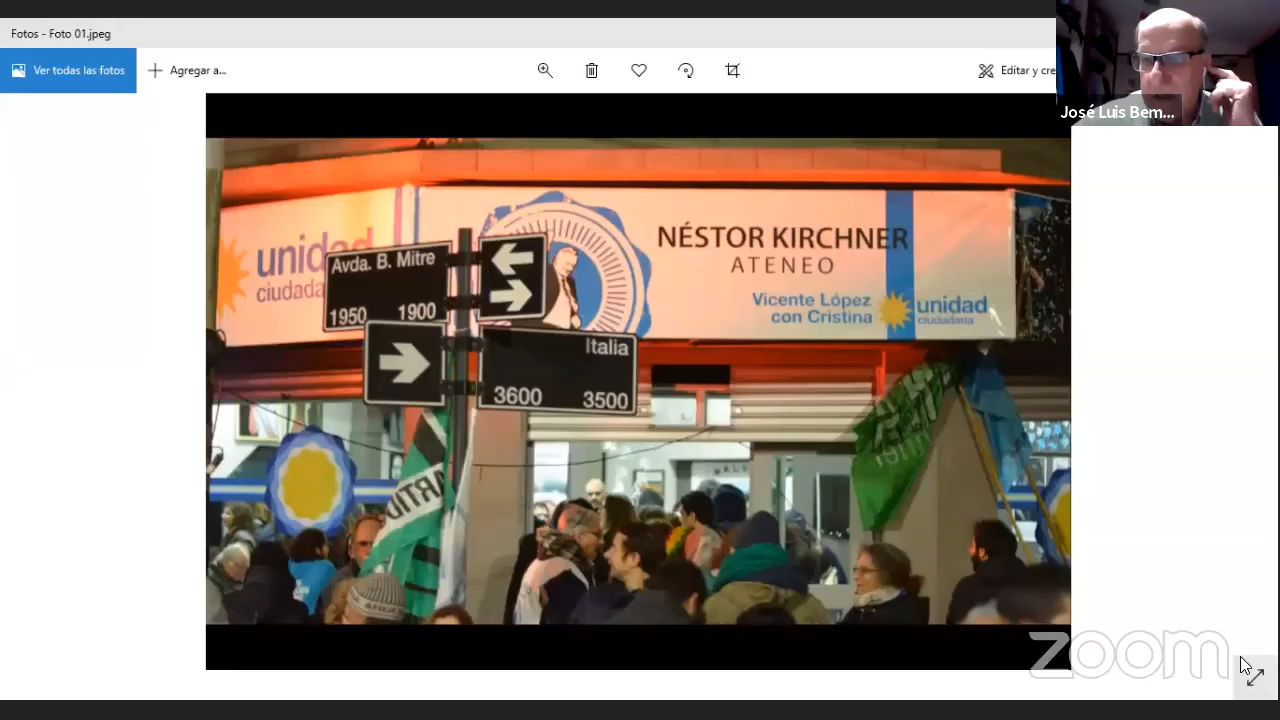 Fotos - Foto 01.jpeg
Ver todas las fotos
Agregar a...
Editar y cre
José Luis Bem...
unidad
ciudada
NÉSTOR KIRCHNER
ATENEO
Vicente López
con Cristina
unidad
ciudadana
Avda. B. Mitre
1950 1900
Italia
3600 3500
PARTID
zoom